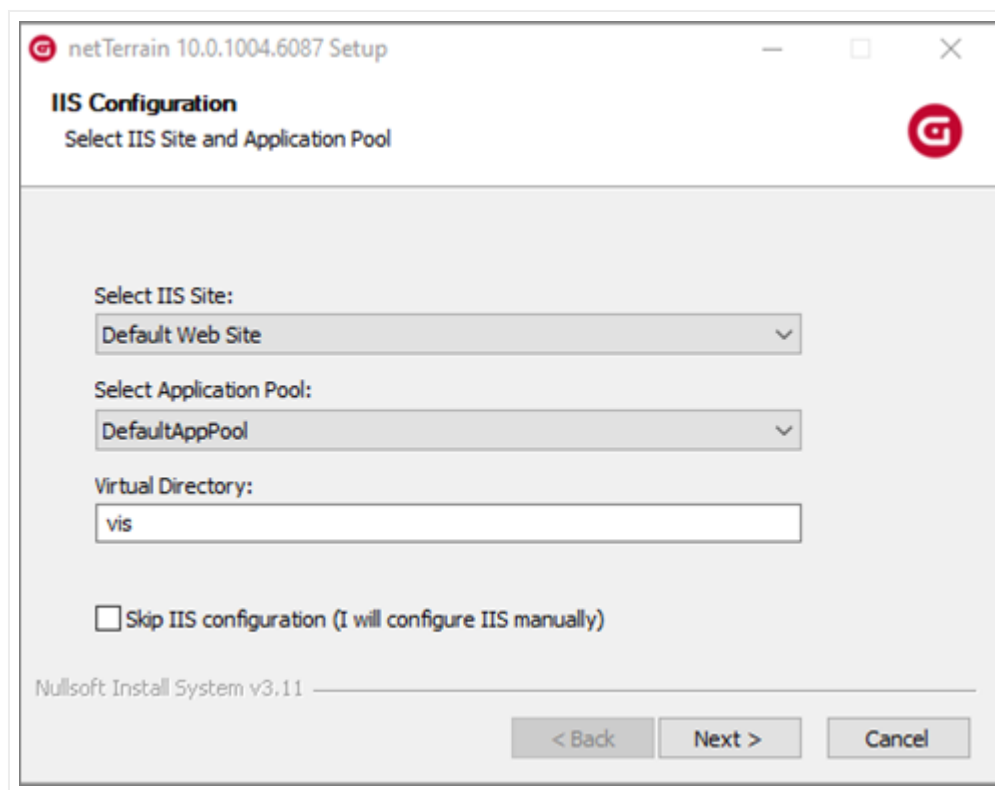 netTerrain 10.0.1004.6087 Setup
IIS Configuration
Select IIS Site and Application Pool
Select IIS Site:
Default Web Site
Select Application Pool:
DefaultAppPool
Virtual Directory:
vis
Skip IIS configuration (I will configure IIS manually)
Nullsoft Install System v3.11
< Back Next > Cancel